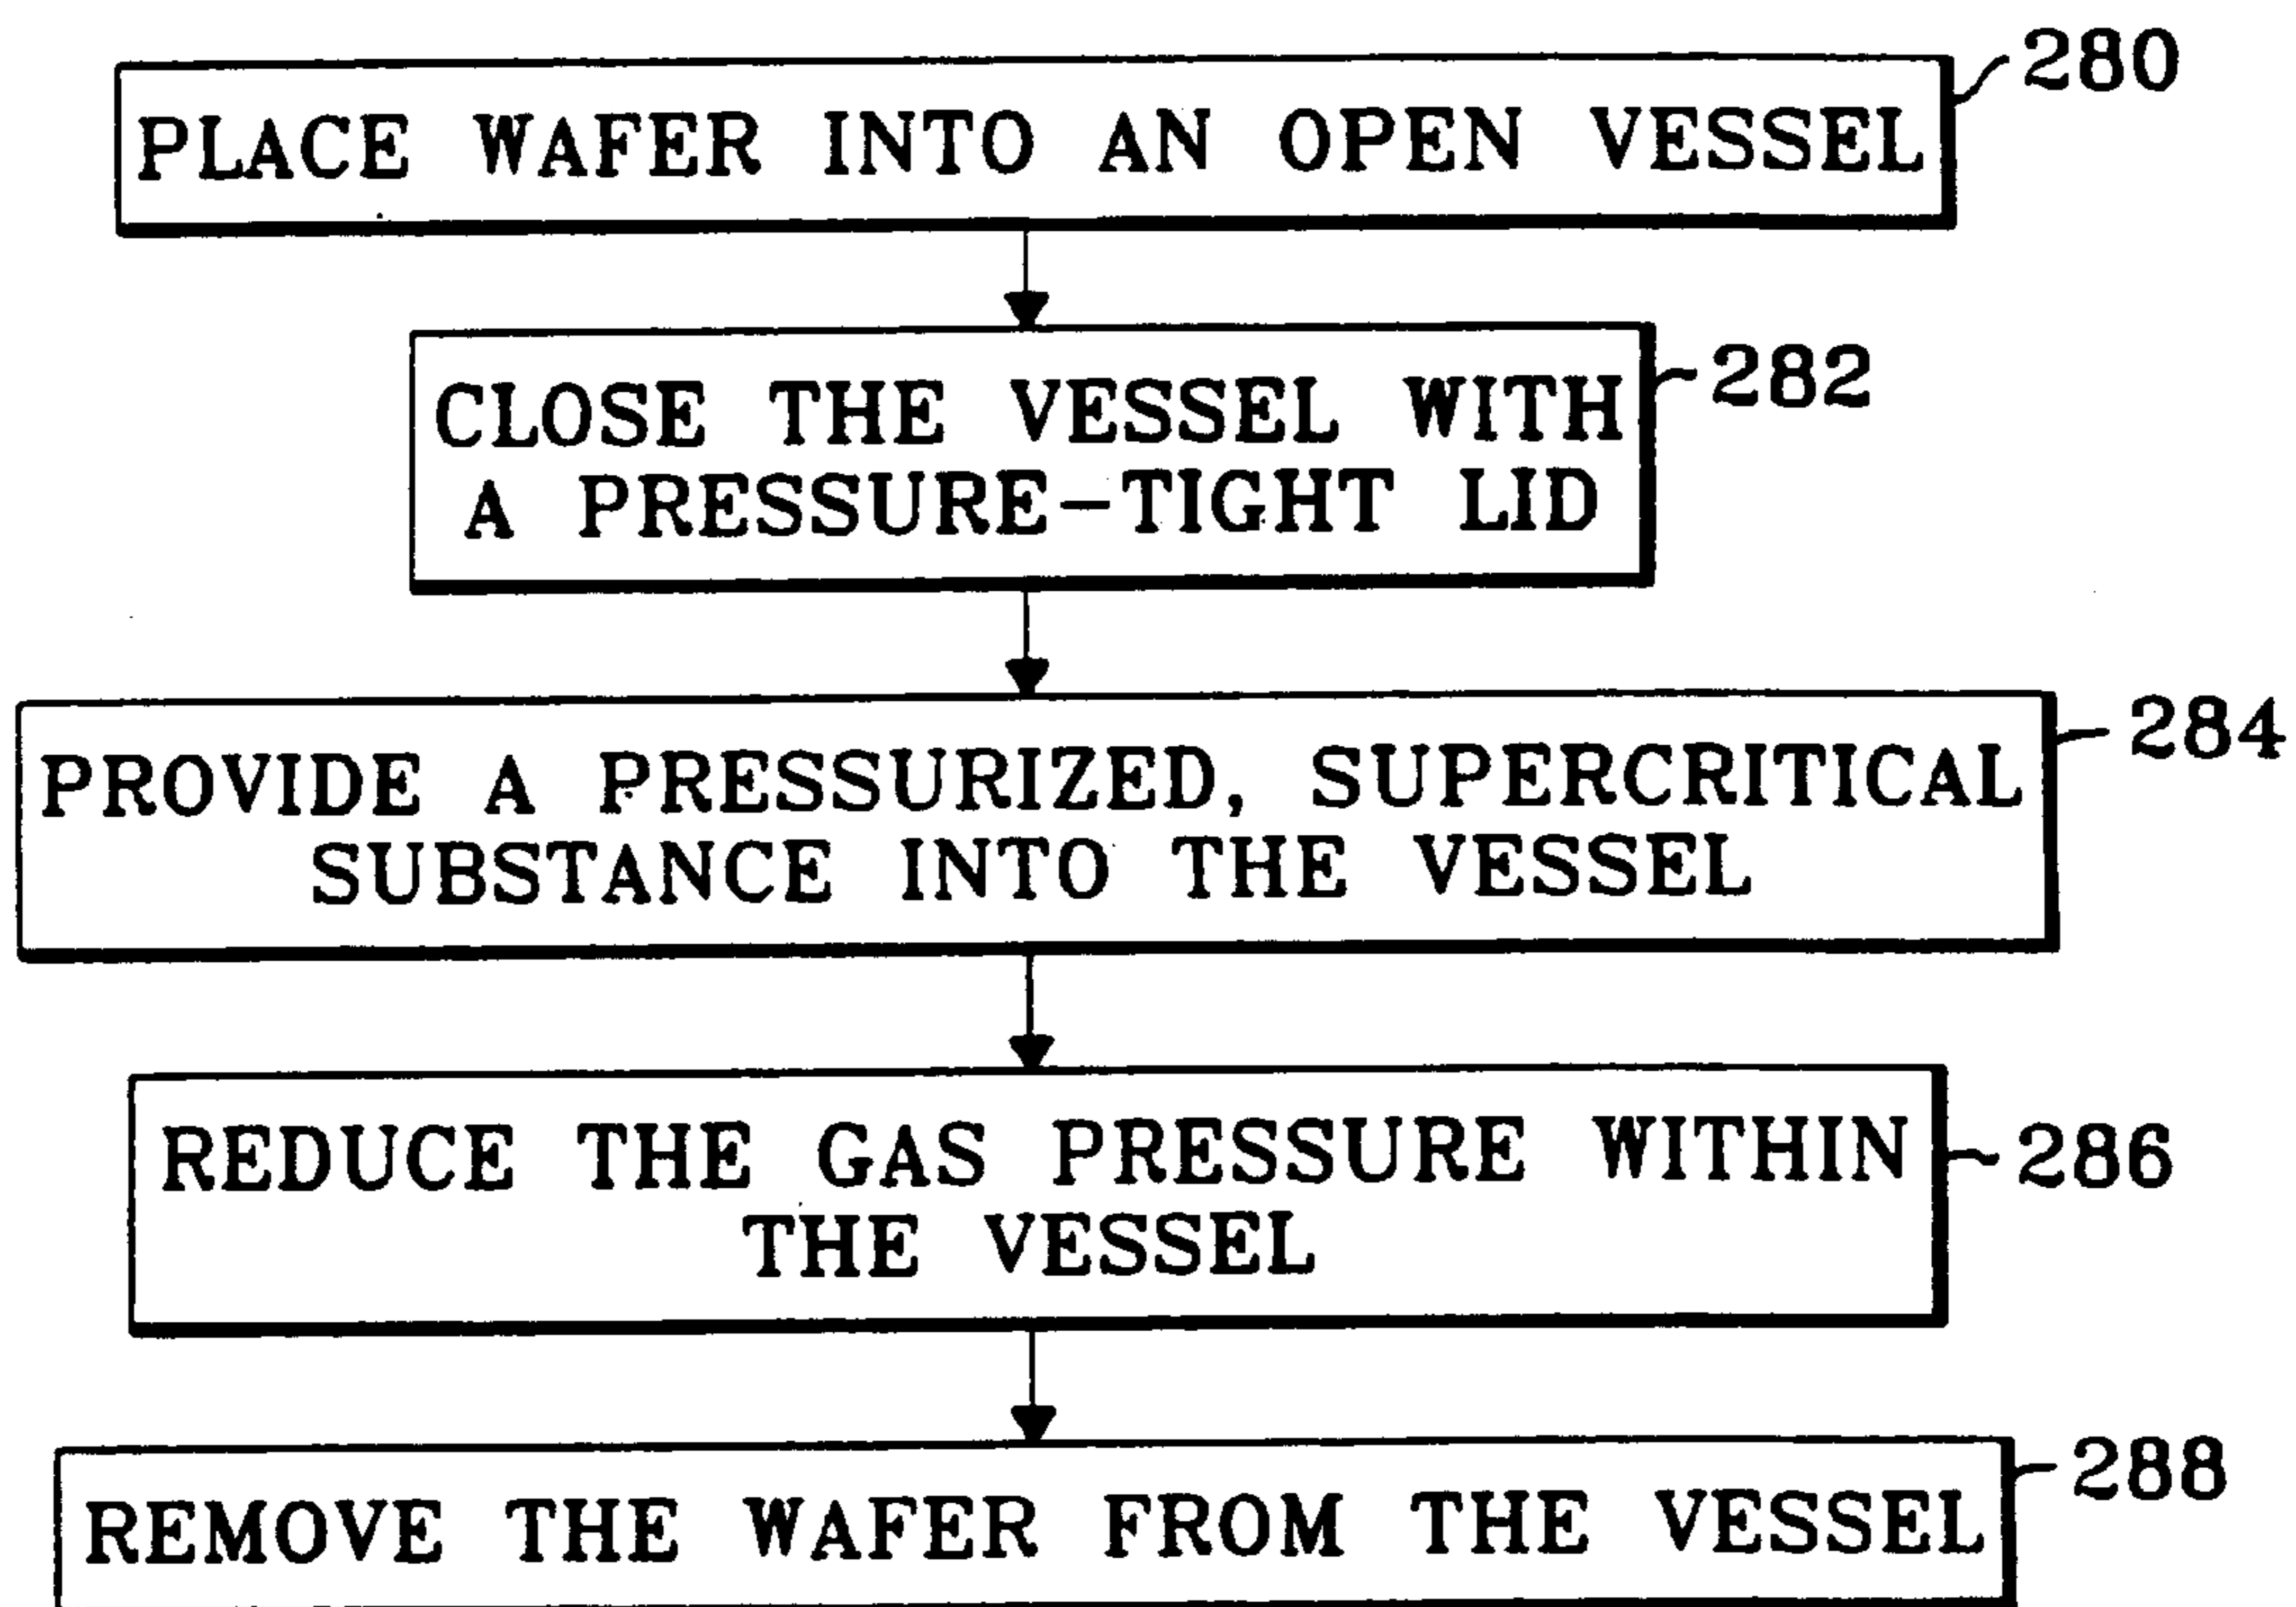 280
PLACE WAFER INTO AN OPEN VESSEL
282
CLOSE THE VESSEL WITH
A PRESSURE-TIGHT LID
284
PROVIDE A PRESSURIZED, SUPERCRITICAL
SUBSTANCE INTO THE VESSEL
REDUCE THE GAS PRESSURE WITHIN
286
THE VESSEL
288
REMOVE THE WAFER FROM THE VESSEL